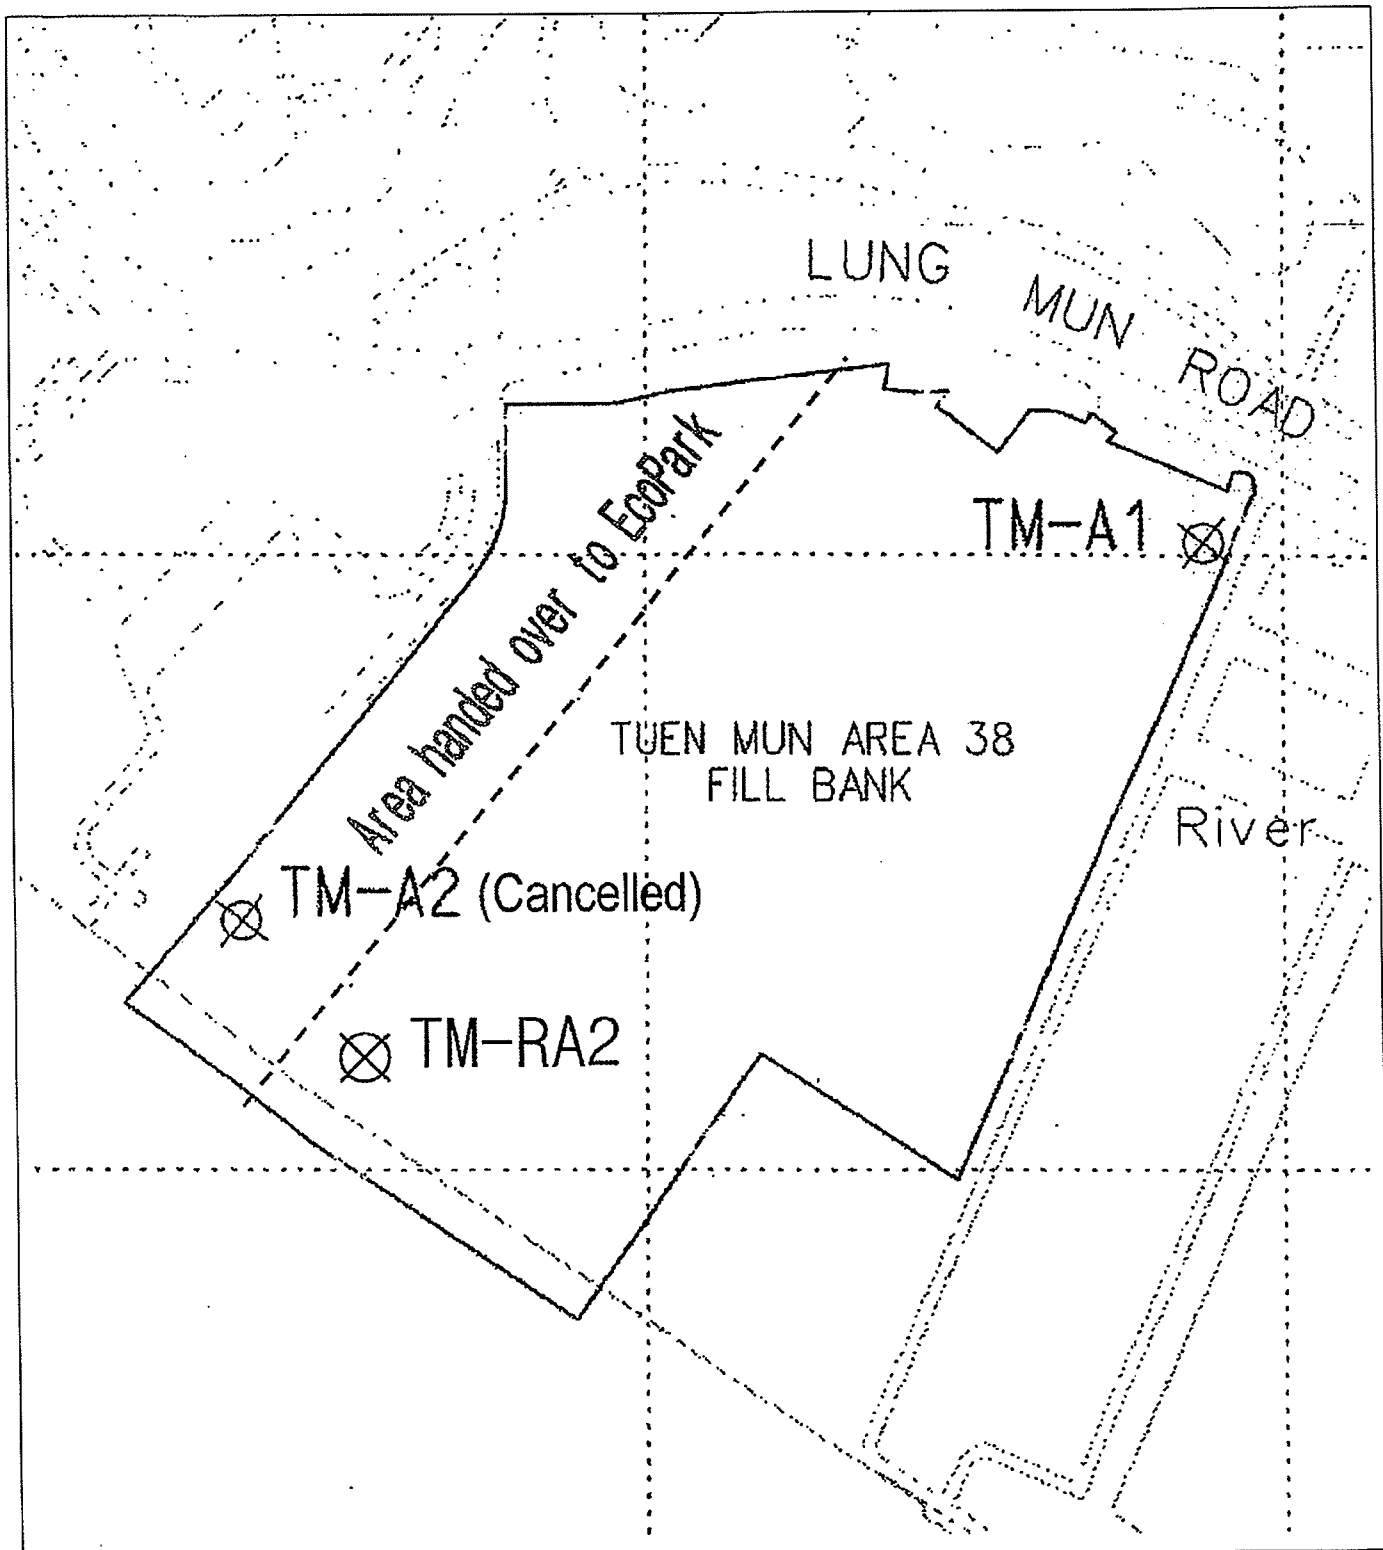 LUNG MUN ROAD
Area handed over to EcoPark
TM-A1
TUEN MUN AREA 38
FILL BANK
River
TM-A2 (Cancelled)
TM-RA2